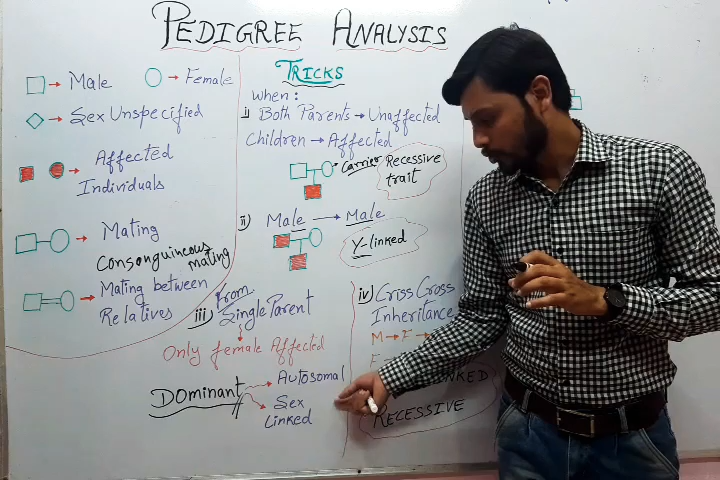 PEDIGREE ANALYSIS
Male
Female
Sex Unspecified
Affected
Individuals
Mating
Consonguineous
mating
Mating between
Relatives
TRICKS
When:
i) Both Parents → Unaffected
Children → Affected
Carrier
Recessive
trait
ii) Male → Male
Y-linked
iii) from
Single Parent
Only female Affected
DOminant
Autosomal
Sex
Linked
iv) Criss Cross
Inheritance
M → F →
F
LINKED
RECESSIVE